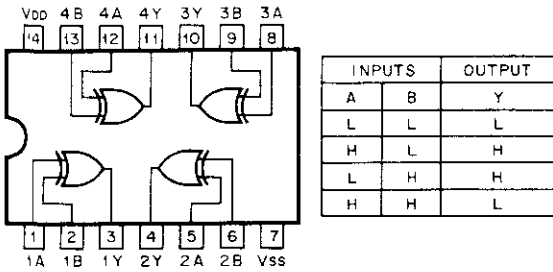 VDD 4B 4A 4Y 3Y 3B 3A
14 13 12 11 10 9 8
1 2 3 4 5 6 7
1A 1B 1Y 2Y 2A 2B VSS
INPUTS OUTPUT
A B Y
L L L
H L H
L H H
H H L